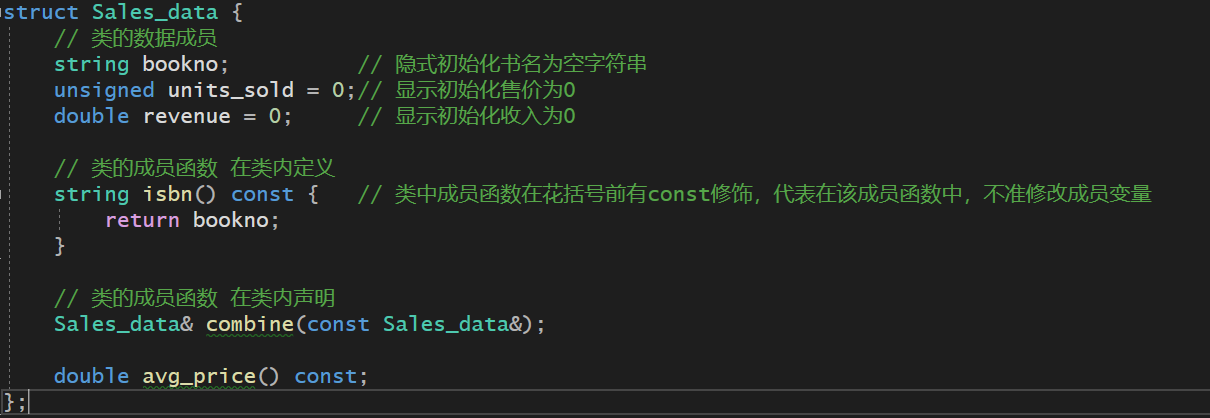 struct Sales_data {
// 类的数据成员
string bookno; // 隐式初始化书名为空字符串
unsigned units_sold = 0;// 显示初始化售价为0
double revenue = 0; // 显示初始化收入为0
// 类的成员函数 在类内定义
string isbn() const { // 类中成员函数在花括号前有const修饰，代表在该成员函数中，不准修改成员变量
return bookno;
}
// 类的成员函数 在类内声明
Sales_data& combine(const Sales_data&);
double avg_price() const;
};